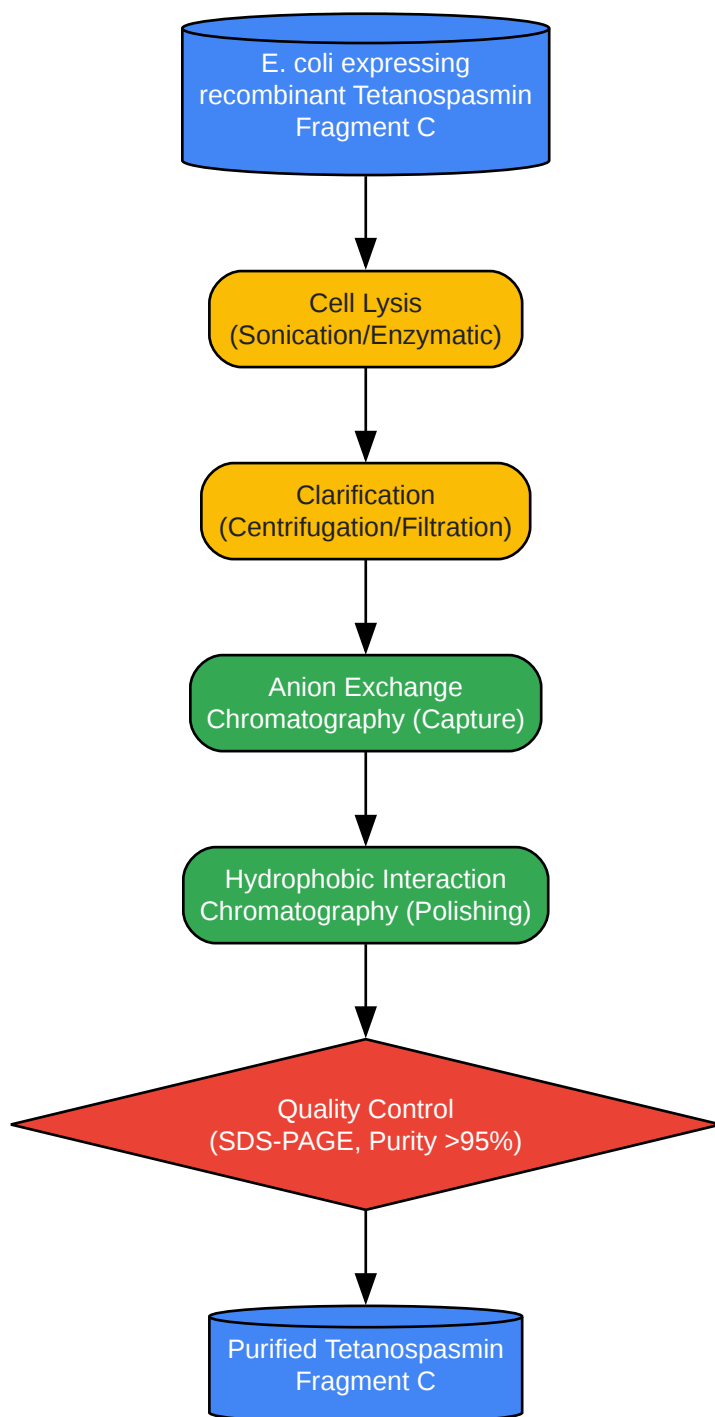 E. coli expressing
recombinant Tetanospasmin
Fragment C
Cell Lysis
(Sonication/Enzymatic)
Clarification
(Centrifugation/Filtration)
Anion Exchange
Chromatography (Capture)
Hydrophobic Interaction
Chromatography (Polishing)
Quality Control
(SDS-PAGE, Purity >95%)
Purified Tetanospasmin
Fragment C